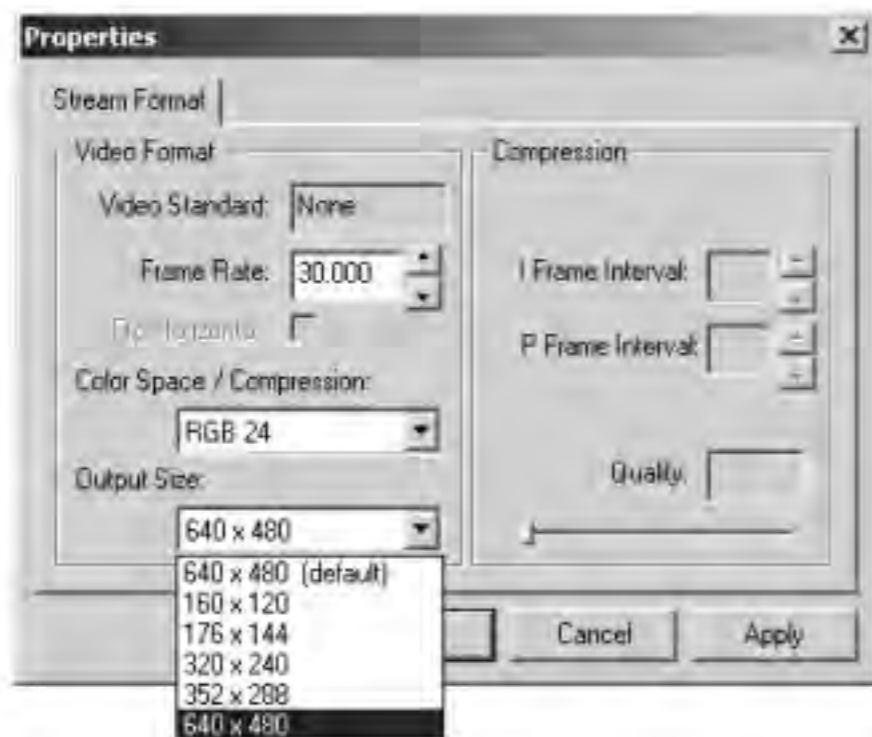 Properties
Stream Format
Video Format
Video Standard: None
Frame Rate: 30.000
Color Space / Compression:
RGB 24
Output Size:
640 x 480
640 x 480 (default)
160 x 120
176 x 144
320 x 240
352 x 288
640 x 480
Compression
I Frame Interval:
P Frame Interval:
Quality:
Cancel
Apply